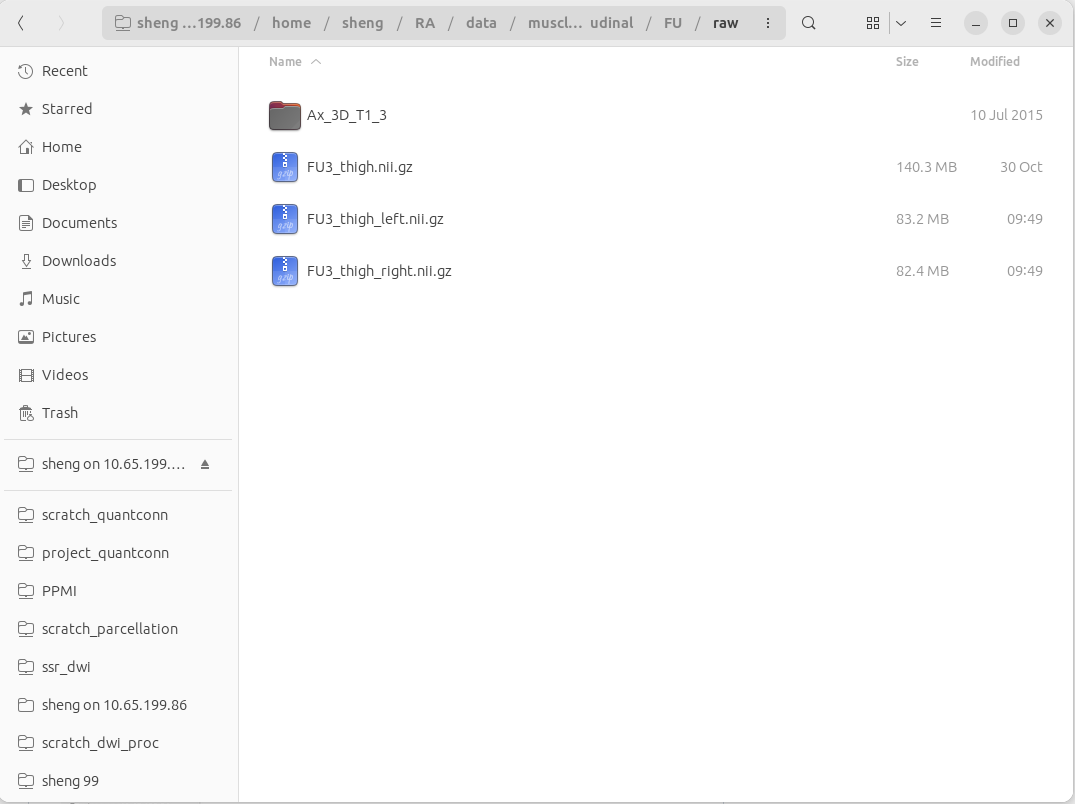 sheng ...199.86 / home / sheng / RA / data / muscl... udinal / FU / raw
Recent
Starred
Home
Desktop
Documents
Downloads
Music
Pictures
Videos
Trash
sheng on 10.65.199....
scratch_quantconn
project_quantconn
PPMI
scratch_parcellation
ssr_dwi
sheng on 10.65.199.86
scratch_dwi_proc
sheng 99
Name Size Modified
Ax_3D_T1_3 10 Jul 2015
gzip FU3_thigh.nii.gz 140.3 MB 30 Oct
gzip FU3_thigh_left.nii.gz 83.2 MB 09:49
gzip FU3_thigh_right.nii.gz 82.4 MB 09:49